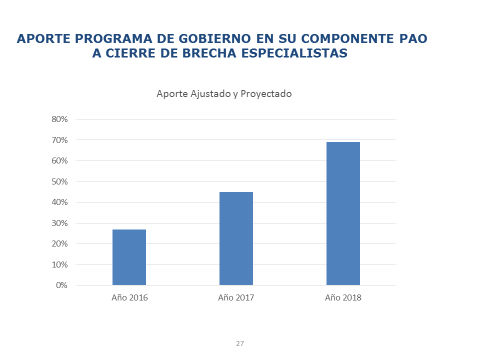 APORTE PROGRAMA DE GOBIERNO EN SU COMPONENTE PAO
A CIERRE DE BRECHA ESPECIALISTAS
Aporte Ajustado y Proyectado
80%
70%
60%
50%
40%
30%
20%
10%
0%
Año 2016 Año 2017 Año 2018
27